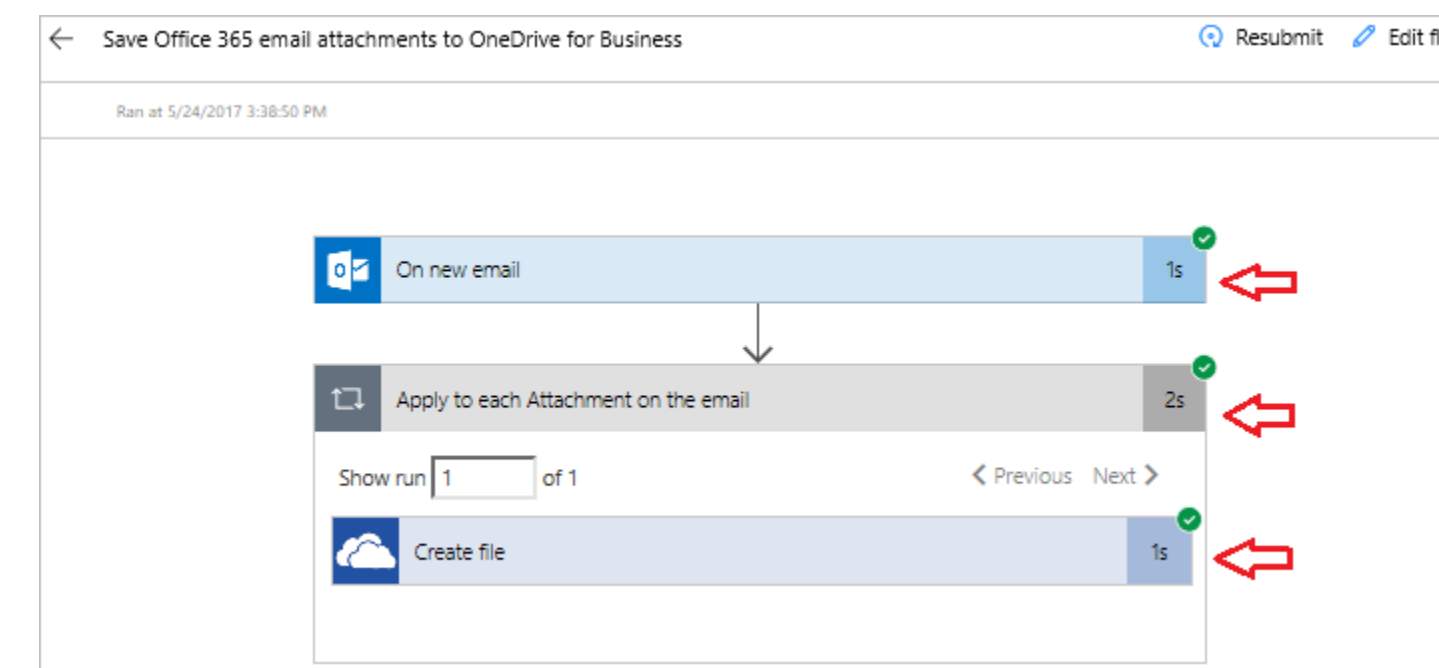 Save Office 365 email attachments to OneDrive for Business Resubmit Edit fl
Ran at 5/24/2017 3:38:50 PM
On new email 1s
Apply to each Attachment on the email 2s
Show run 1 of 1 Previous Next
Create file 1s